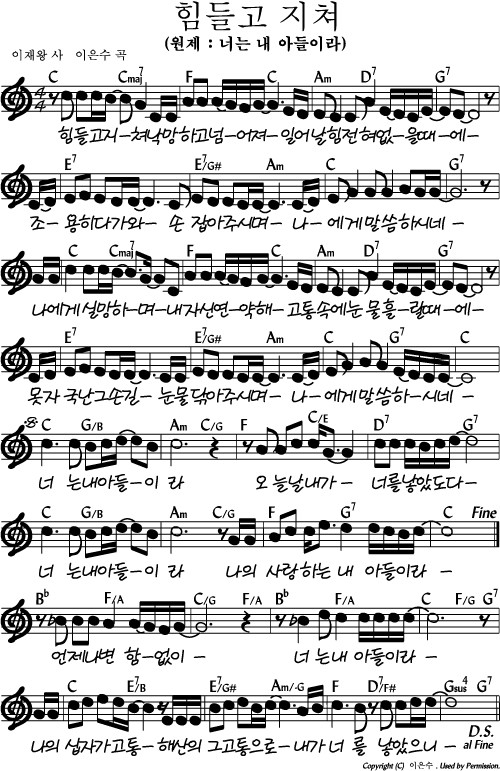 힘들고 지쳐
(원제 : 너는 내 아들이라)
이재왕 사 이은수 곡
C Cmaj7 F C Am D7 G7
힘들고지-쳐낙망하고넘-어져-일어날힘전혀없-을때-에-
E7 E7/G# Am C G7
조-용히다가와-손 잡아주시며-나-에게말씀하시네-
C Cmaj7 F C Am D7 G7
나에게실망하-며-내자신연-약해-고통속에눈물흘-릴때-에-
E7 E7/G# Am C G7 C
못자국난그손길-눈물닦아주시며-나-에게말씀하-시네-
C G/B Am C/G F C/E D7 G7
너 는내아들-이 라 오늘날내가-너를낳았도다-
C G/B Am C/G F G7 C Fine
너 는내아들-이 라 나의 사랑하는내 아들이라-
Bb F/A C/G F/A Bb F/A C/G G7
언제나변 함-없이- 너 는내 아들이라-
C E/B E7/G# Am/-G F D7/F# Gsus4 G7
나의 십자가고통-해산의그고통으로-내가너 를 낳았으니-
D.S.
al Fine
Copyright (C) 이은수 . Used by Permission.